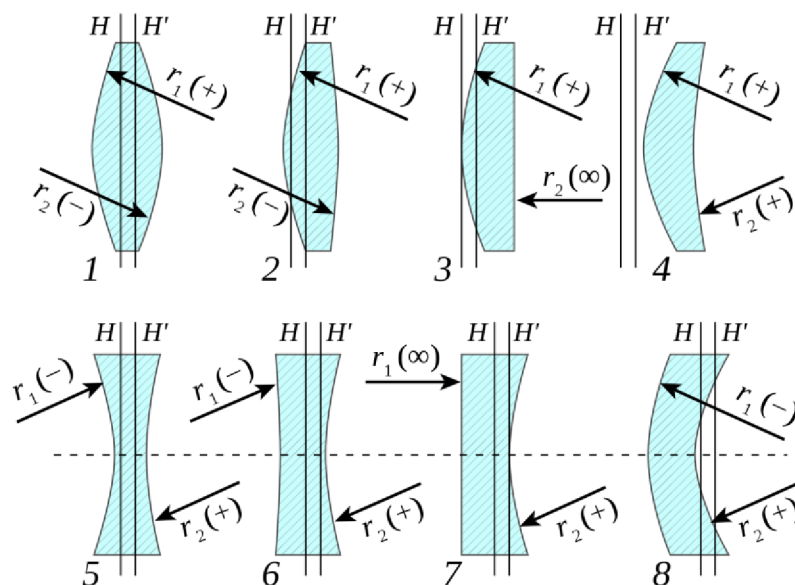 H H′ r₁(+) r₂(−) 1
H H′ r₁(+) r₂(−) 2
H H′ r₁(+) r₂(∞) 3
H H′ r₁(+) r₂(+) 4
H H′ r₁(−) r₂(+) 5
H H′ r₁(−) r₂(+) 6
H H′ r₁(∞) r₂(+) 7
H H′ r₁(−) r₂(+) 8